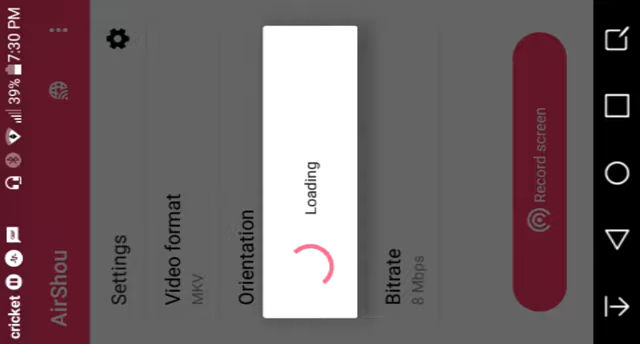 cricket 39% 7:30 PM
AirShou
Settings
Video format
MKV
Orientation
Loading
Bitrate
8 Mbps
Record screen